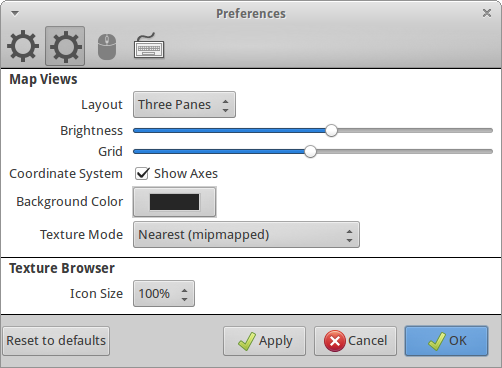 Preferences
Map Views
Layout Three Panes
Brightness
Grid
Coordinate System Show Axes
Background Color
Texture Mode Nearest (mipmapped)
Texture Browser
Icon Size 100%
Reset to defaults Apply Cancel OK